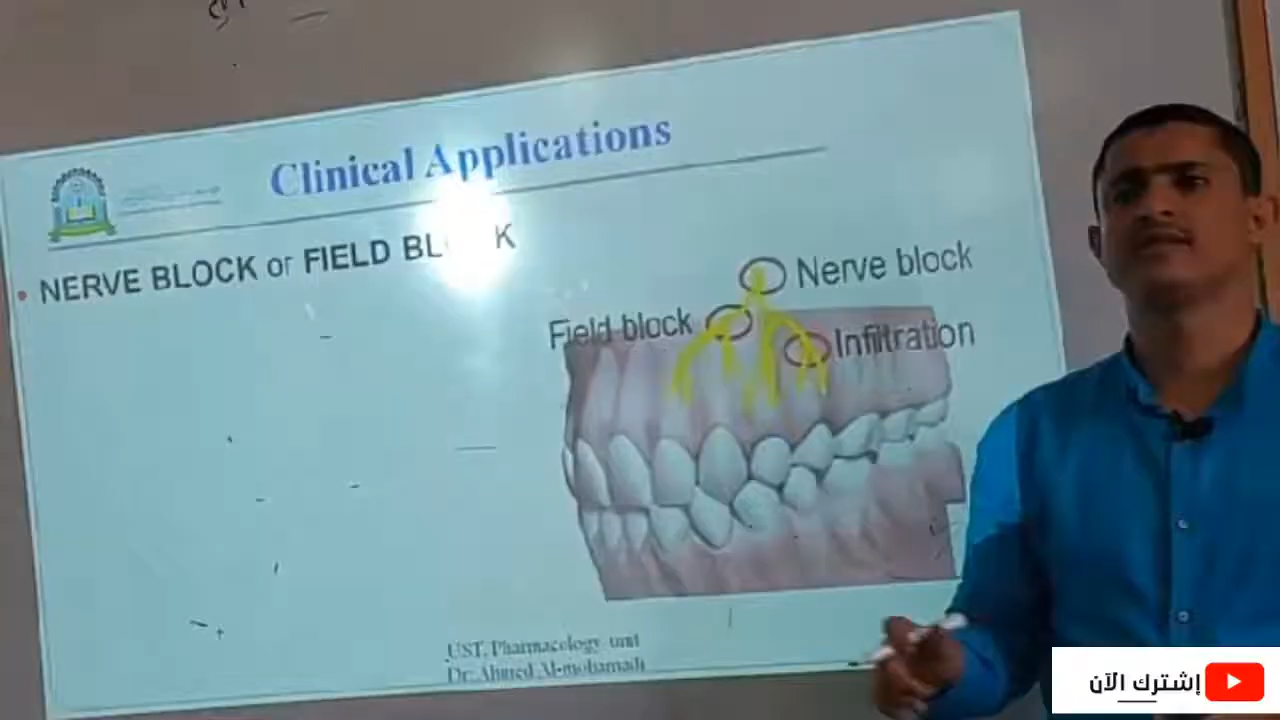 Clinical Applications
• NERVE BLOCK or FIELD BL K
Nerve block
Field block
Infiltration
UST, Pharmacology unit
Dr. Ahmed Al-mohamadi
إشترك الآن